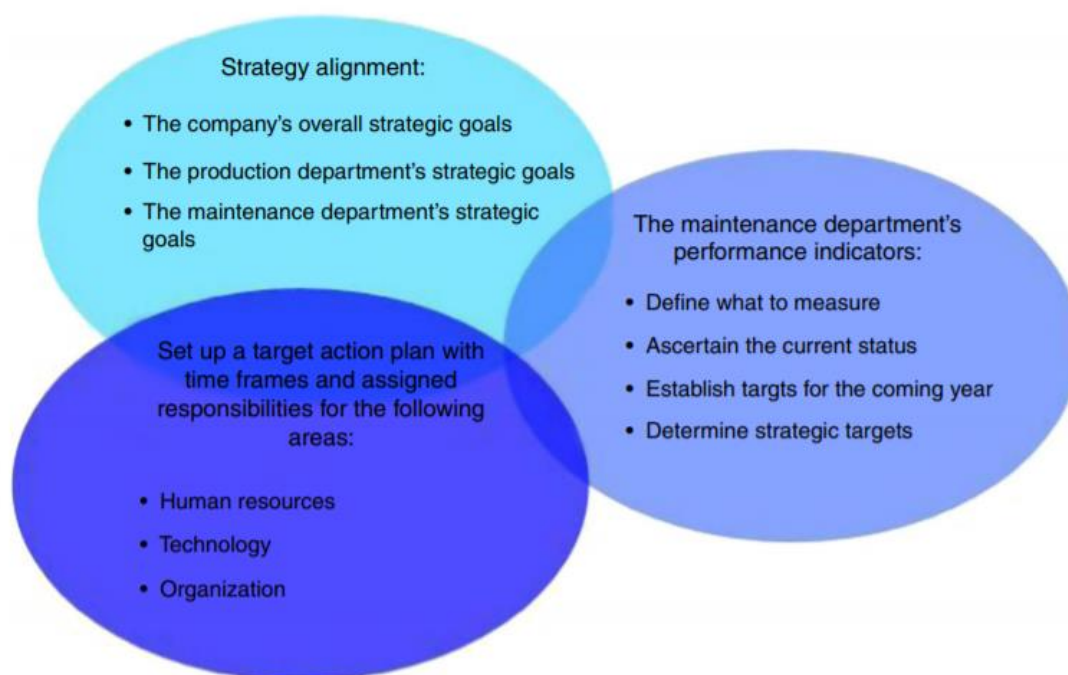 Strategy alignment:
• The company's overall strategic goals
• The production department's strategic goals
• The maintenance department's strategic
goals
The maintenance department's
performance indicators:
• Define what to measure
• Ascertain the current status
• Establish targts for the coming year
• Determine strategic targets
Set up a target action plan with
time frames and assigned
responsibilities for the following
areas:
• Human resources
• Technology
• Organization